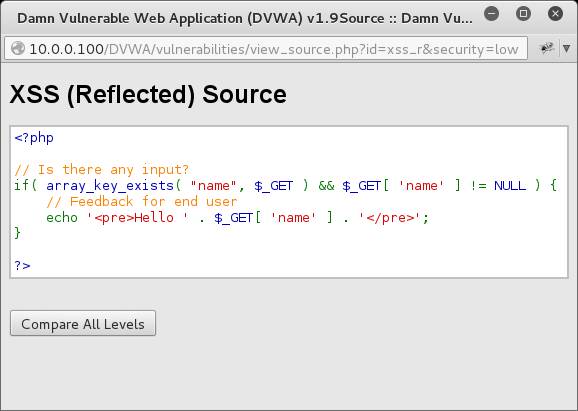 Damn Vulnerable Web Application (DVWA) v1.9Source :: Damn Vu...
10.0.0.100/DVWA/vulnerabilities/view_source.php?id=xss_r&security=low
XSS (Reflected) Source
<?php
// Is there any input?
if( array_key_exists( "name", $_GET ) && $_GET[ 'name' ] != NULL ) {
    // Feedback for end user
    echo '<pre>Hello ' . $_GET[ 'name' ] . '</pre>';
}
?>
Compare All Levels